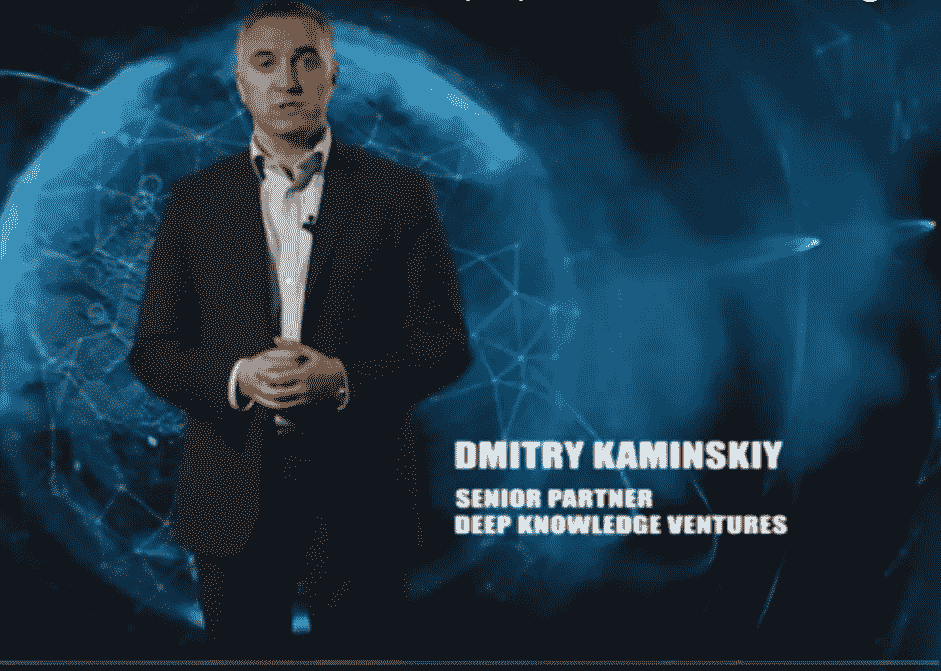 DMITRY KAMINSKIY
SENIOR PARTNER
DEEP KNOWLEDGE VENTURES